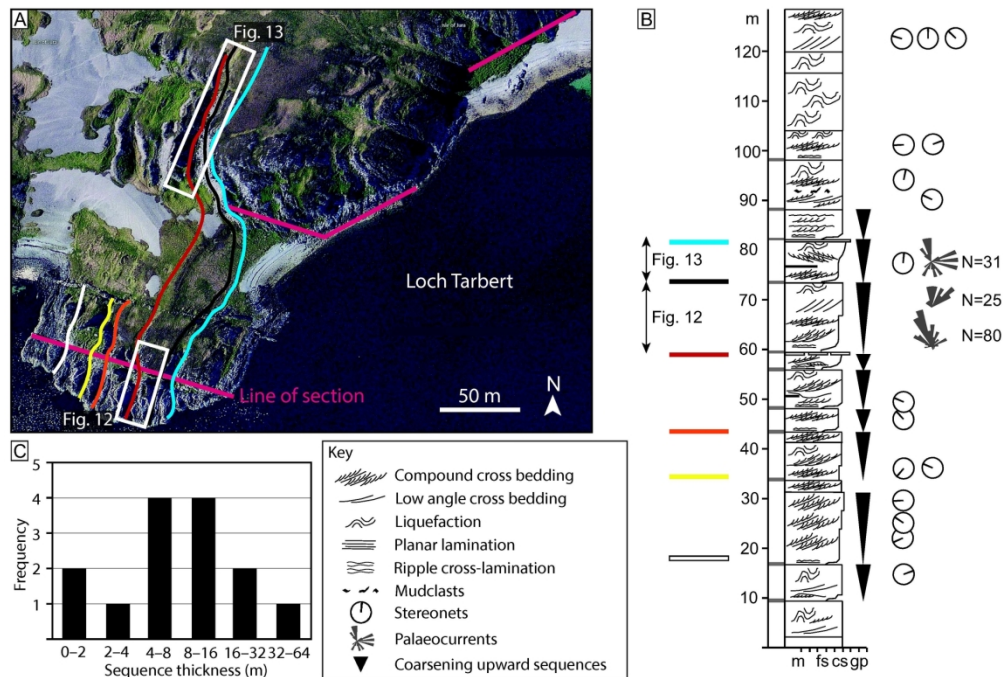 A
Fig. 13
Loch Tarbert
Line of section
50 m
N
Fig. 12
B
m
120
110
100
90
80
70
60
50
40
30
20
10
Fig. 13
Fig. 12
N=31
N=25
N=80
m fs cs gp
C
Frequency
5
4
3
2
1
0–2 2–4 4–8 8–16 16–32 32–64
Sequence thickness (m)
Key
Compound cross bedding
Low angle cross bedding
Liquefaction
Planar lamination
Ripple cross-lamination
Mudclasts
Stereonets
Palaeocurrents
Coarsening upward sequences